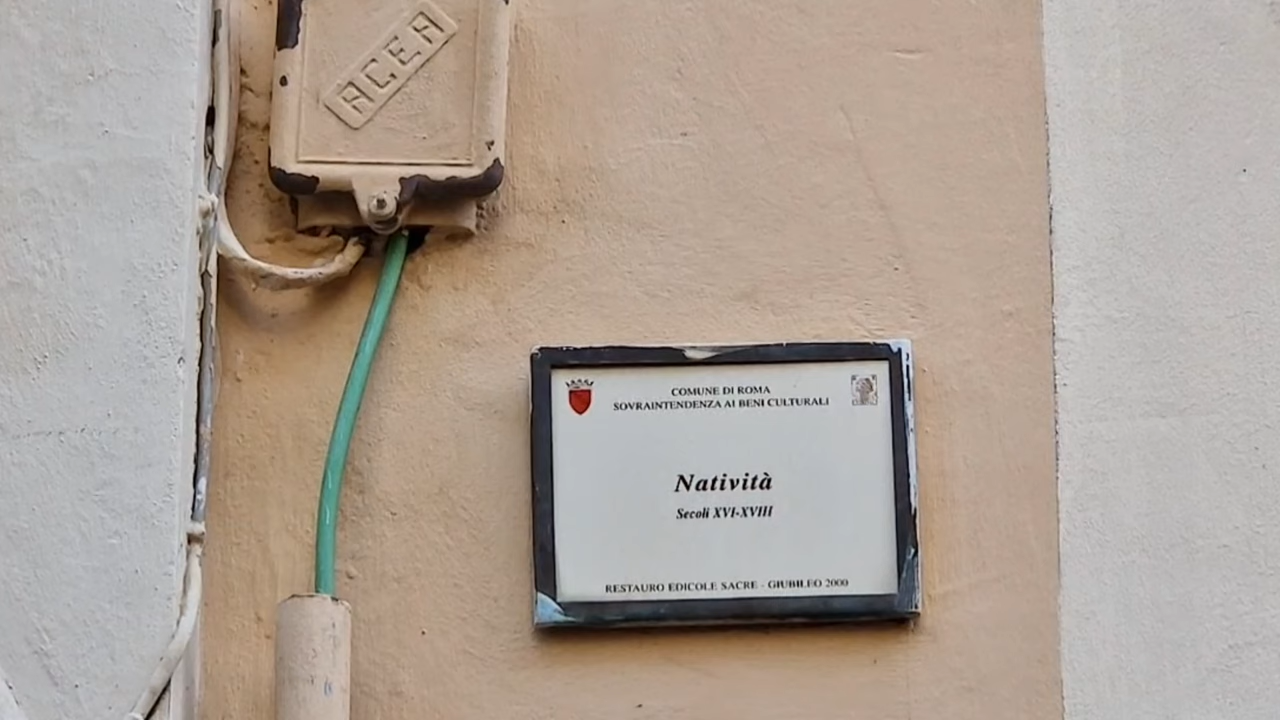 ACEA
COMUNE DI ROMA
SOVRAINTENDENZA AI BENI CULTURALI
Natività
Secoli XVI-XVIII
RESTAURO EDICOLE SACRE - GIUBILEO 2000